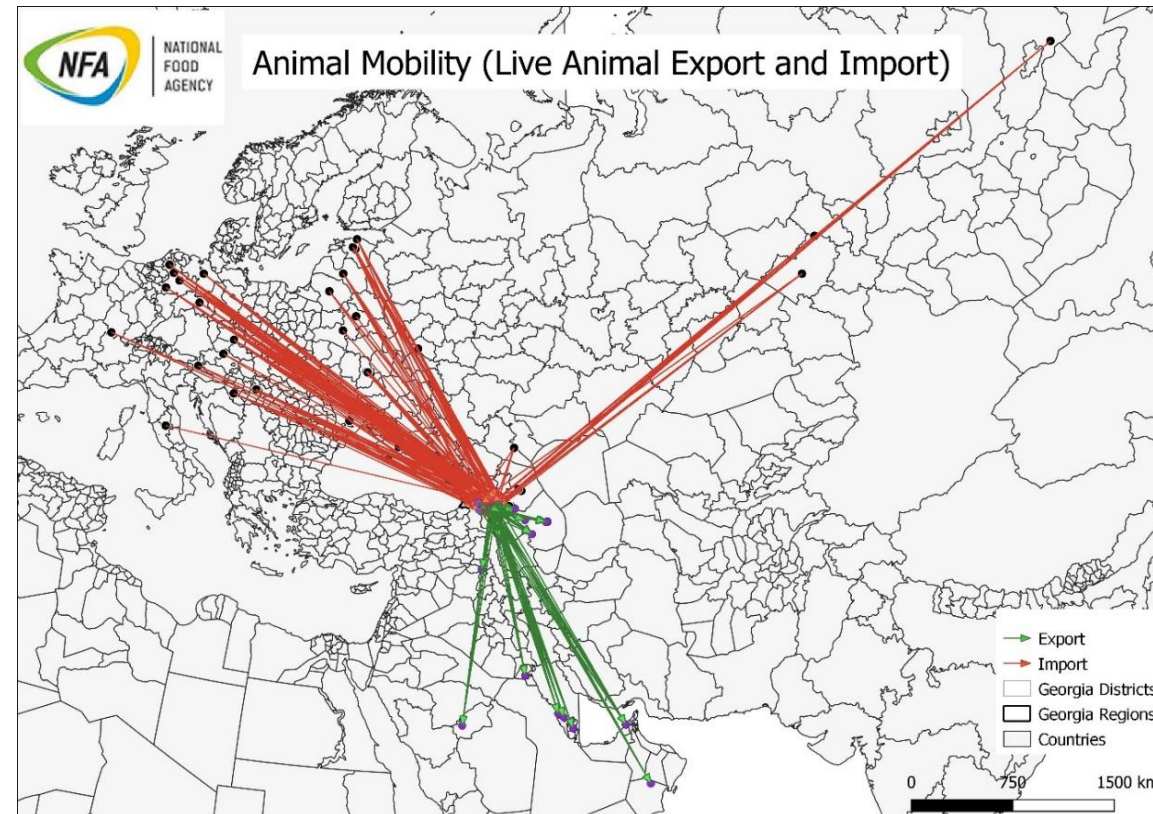 NFA
NATIONAL
FOOD
AGENCY
Animal Mobility (Live Animal Export and Import)
Export
Import
Georgia Districts
Georgia Regions
Countries
0 750 1500 km